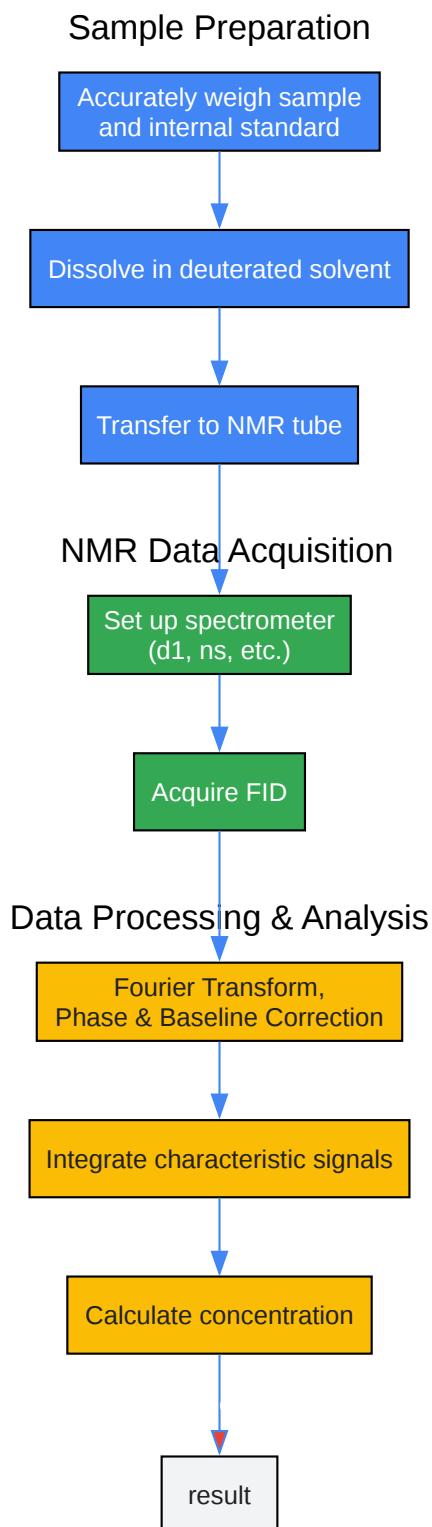 Sample Preparation
Accurately weigh sample
and internal standard
Dissolve in deuterated solvent
Transfer to NMR tube
NMR Data Acquisition
Set up spectrometer
(d1, ns, etc.)
Acquire FID
Data Processing & Analysis
Fourier Transform,
Phase & Baseline Correction
Integrate characteristic signals
Calculate concentration
result